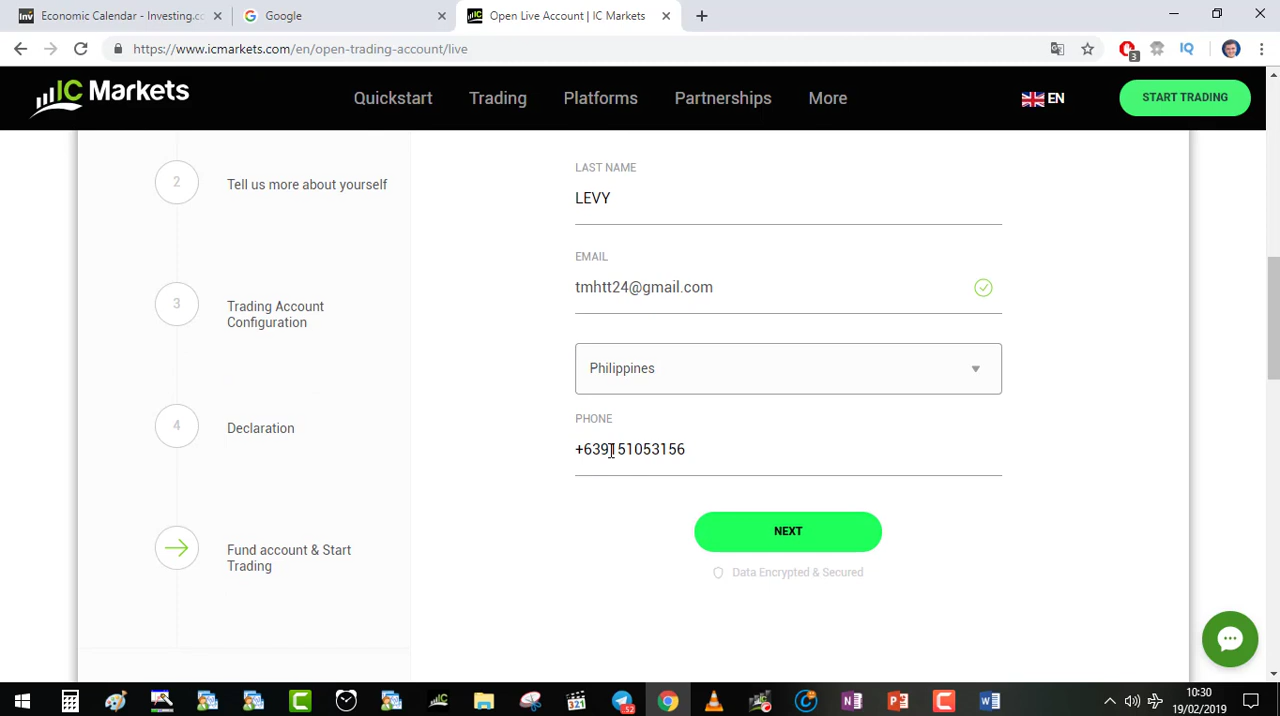 Economic Calendar - Investing.co
Google
Open Live Account | IC Markets
https://www.icmarkets.com/en/open-trading-account/live
3
IQ
IC Markets
Quickstart
Trading
Platforms
Partnerships
More
EN
START TRADING
2
Tell us more about yourself
3
Trading Account
Configuration
4
Declaration
Fund account & Start
Trading
LAST NAME
LEVY
EMAIL
tmhtt24@gmail.com
Philippines
PHONE
+639151053156
NEXT
Data Encrypted & Secured
10:30
19/02/2019